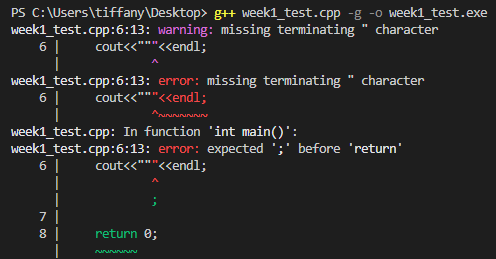 PS C:\Users\tiffany\Desktop> g++ week1_test.cpp -g -o week1_test.exe
week1_test.cpp:6:13: warning: missing terminating " character
    6 |     cout<<"""<<endl;
      |             ^
week1_test.cpp:6:13: error: missing terminating " character
    6 |     cout<<"""<<endl;
      |             ^~~~~~~~
week1_test.cpp: In function 'int main()':
week1_test.cpp:6:13: error: expected ';' before 'return'
    6 |     cout<<"""<<endl;
      |             ^
      |             ;
    7 |
    8 |     return 0;
      |     ~~~~~~